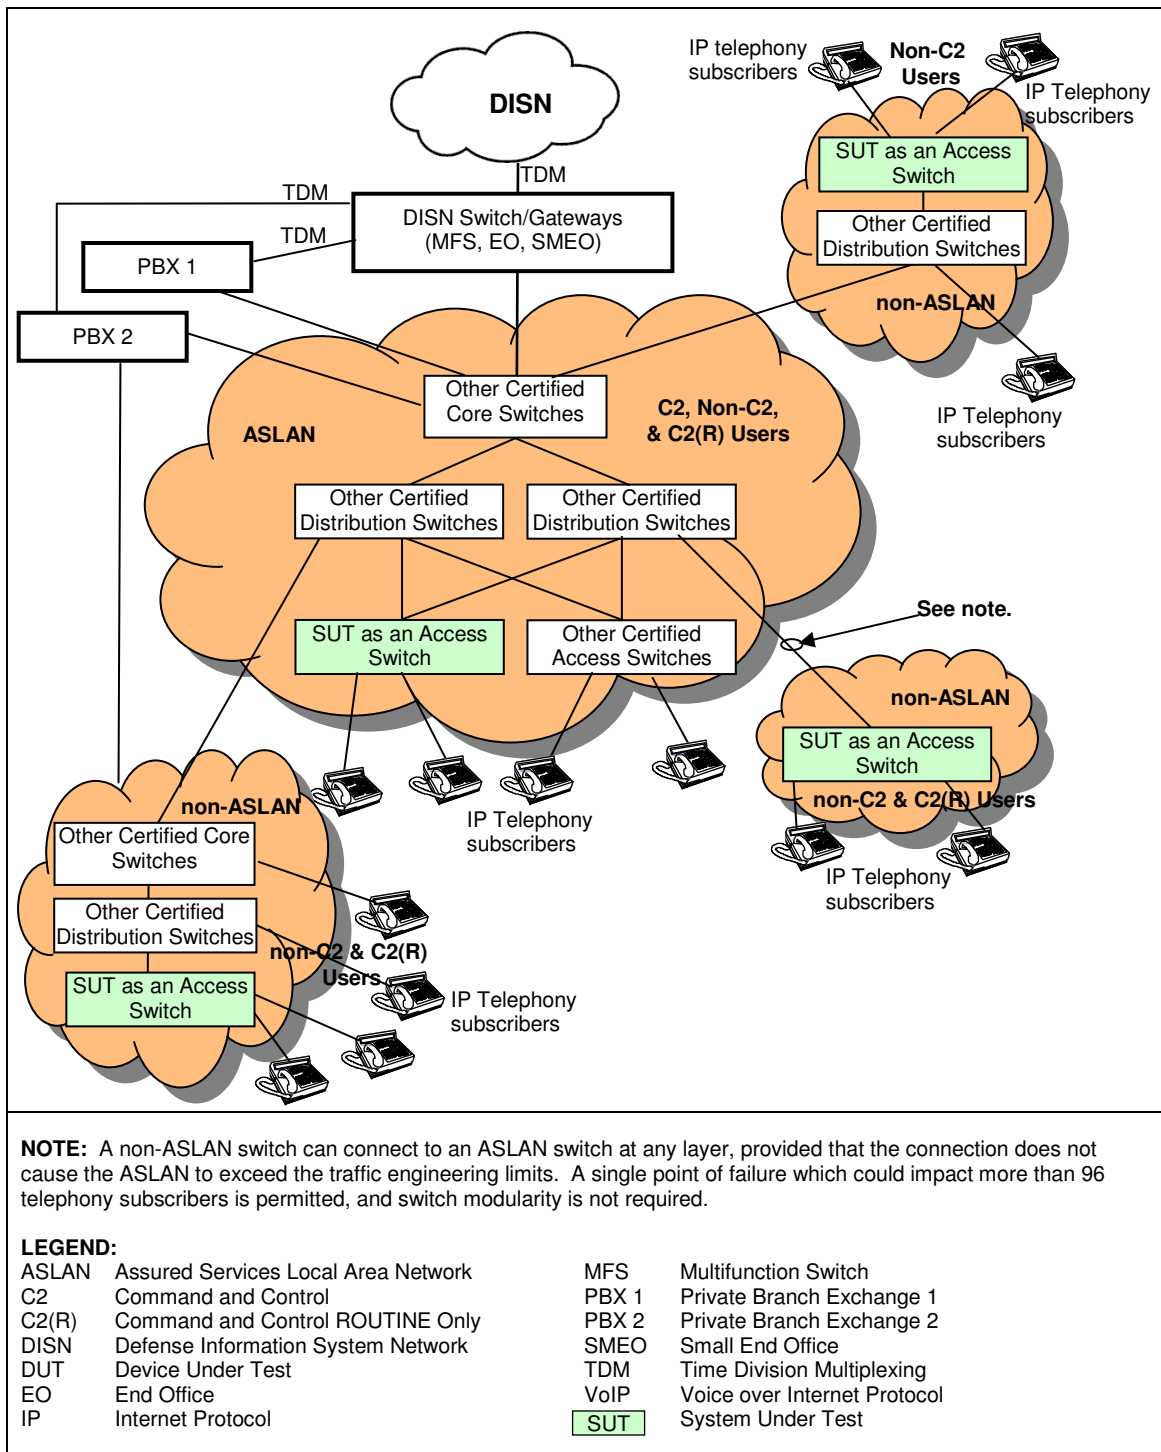 IP telephony
subscribers
Non-C2
Users
IP Telephony
subscribers
DISN
TDM
TDM
TDM
DISN Switch/Gateways
(MFS, EO, SMEO)
PBX 1
PBX 2
SUT as an Access
Switch
Other Certified
Distribution Switches
non-ASLAN
IP Telephony
subscribers
Other Certified
Core Switches
ASLAN
C2, Non-C2,
& C2(R) Users
Other Certified
Distribution Switches
Other Certified
Distribution Switches
SUT as an Access
Switch
Other Certified
Access Switches
See note.
non-ASLAN
SUT as an Access
Switch
non-C2 & C2(R) Users
IP Telephony
subscribers
IP Telephony
subscribers
non-ASLAN
Other Certified Core
Switches
Other Certified
Distribution Switches
non-C2 & C2(R)
Users
SUT as an Access
Switch
IP Telephony
subscribers
NOTE: A non-ASLAN switch can connect to an ASLAN switch at any layer, provided that the connection does not
cause the ASLAN to exceed the traffic engineering limits. A single point of failure which could impact more than 96
telephony subscribers is permitted, and switch modularity is not required.
LEGEND:
ASLAN Assured Services Local Area Network
C2 Command and Control
C2(R) Command and Control ROUTINE Only
DISN Defense Information System Network
DUT Device Under Test
EO End Office
IP Internet Protocol
MFS Multifunction Switch
PBX 1 Private Branch Exchange 1
PBX 2 Private Branch Exchange 2
SMEO Small End Office
TDM Time Division Multiplexing
VoIP Voice over Internet Protocol
SUT System Under Test